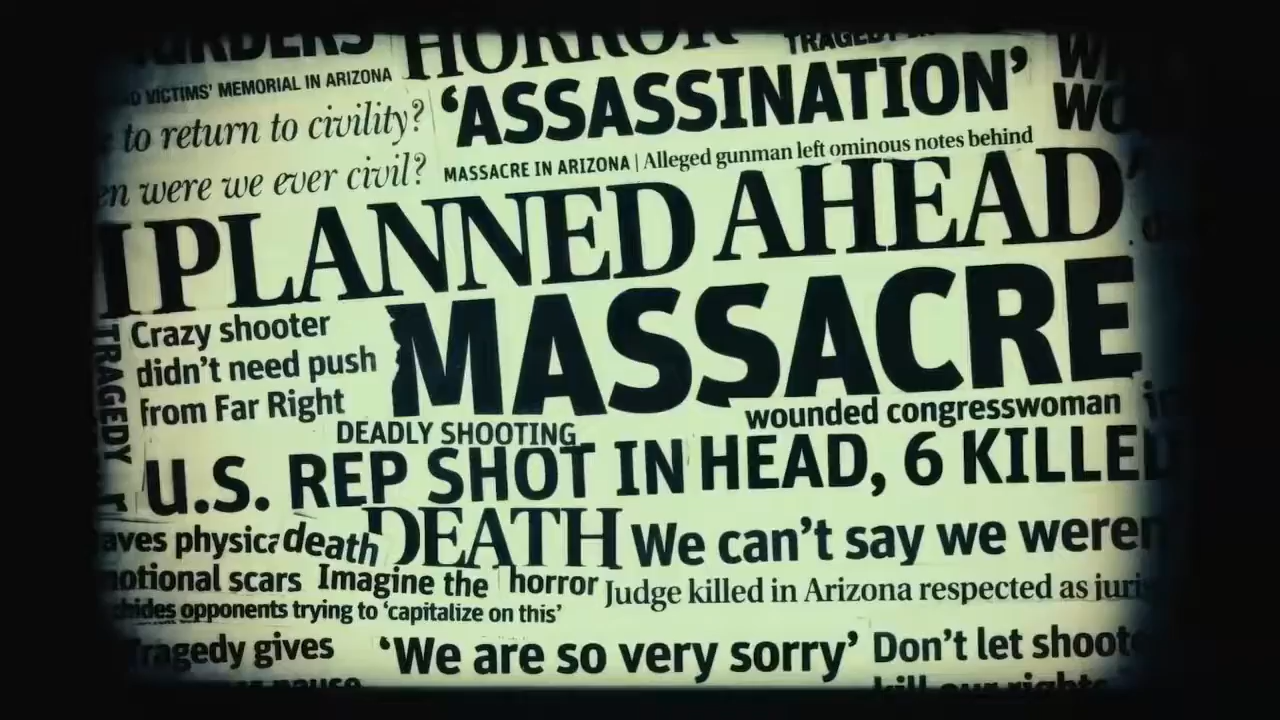 HORROR
VICTIMS' MEMORIAL IN ARIZONA
to return to civility?
'ASSASSINATION'
were we ever civil?
MASSACRE IN ARIZONA | Alleged gunman left ominous notes behind
I PLANNED AHEAD'
TRAGEDY
Crazy shooter
didn't need push
from Far Right
MASSACRE
wounded congresswoman
DEADLY SHOOTING
U.S. REP SHOT IN HEAD, 6 KILLED
death
DEATH
We can't say we
scars
Imagine the
horror
Judge killed in Arizona respected as
opponents trying to 'capitalize on this'
Tragedy gives
'We are so very sorry'
Don't let